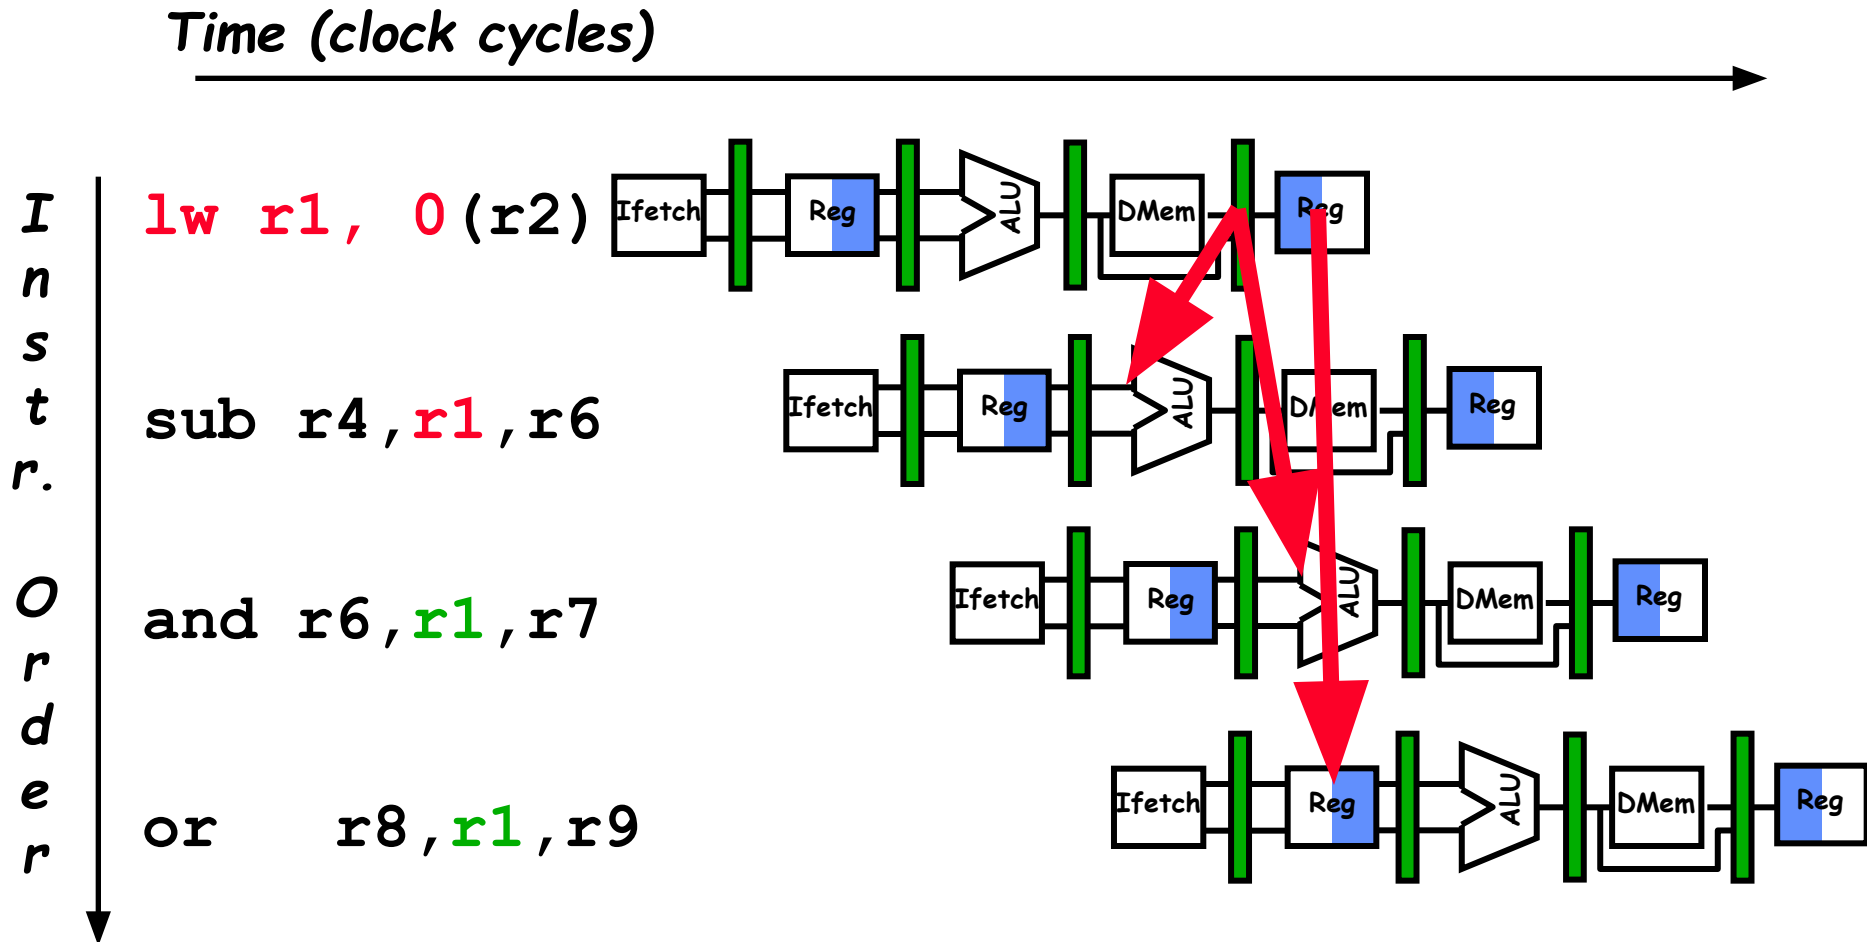 Time (clock cycles)
Instr. Order
lw r1, 0(r2)
Ifetch Reg ALU DMem Reg
sub r4,r1,r6
Ifetch Reg ALU DMem Reg
and r6,r1,r7
Ifetch Reg ALU DMem Reg
or r8,r1,r9
Ifetch Reg ALU DMem Reg